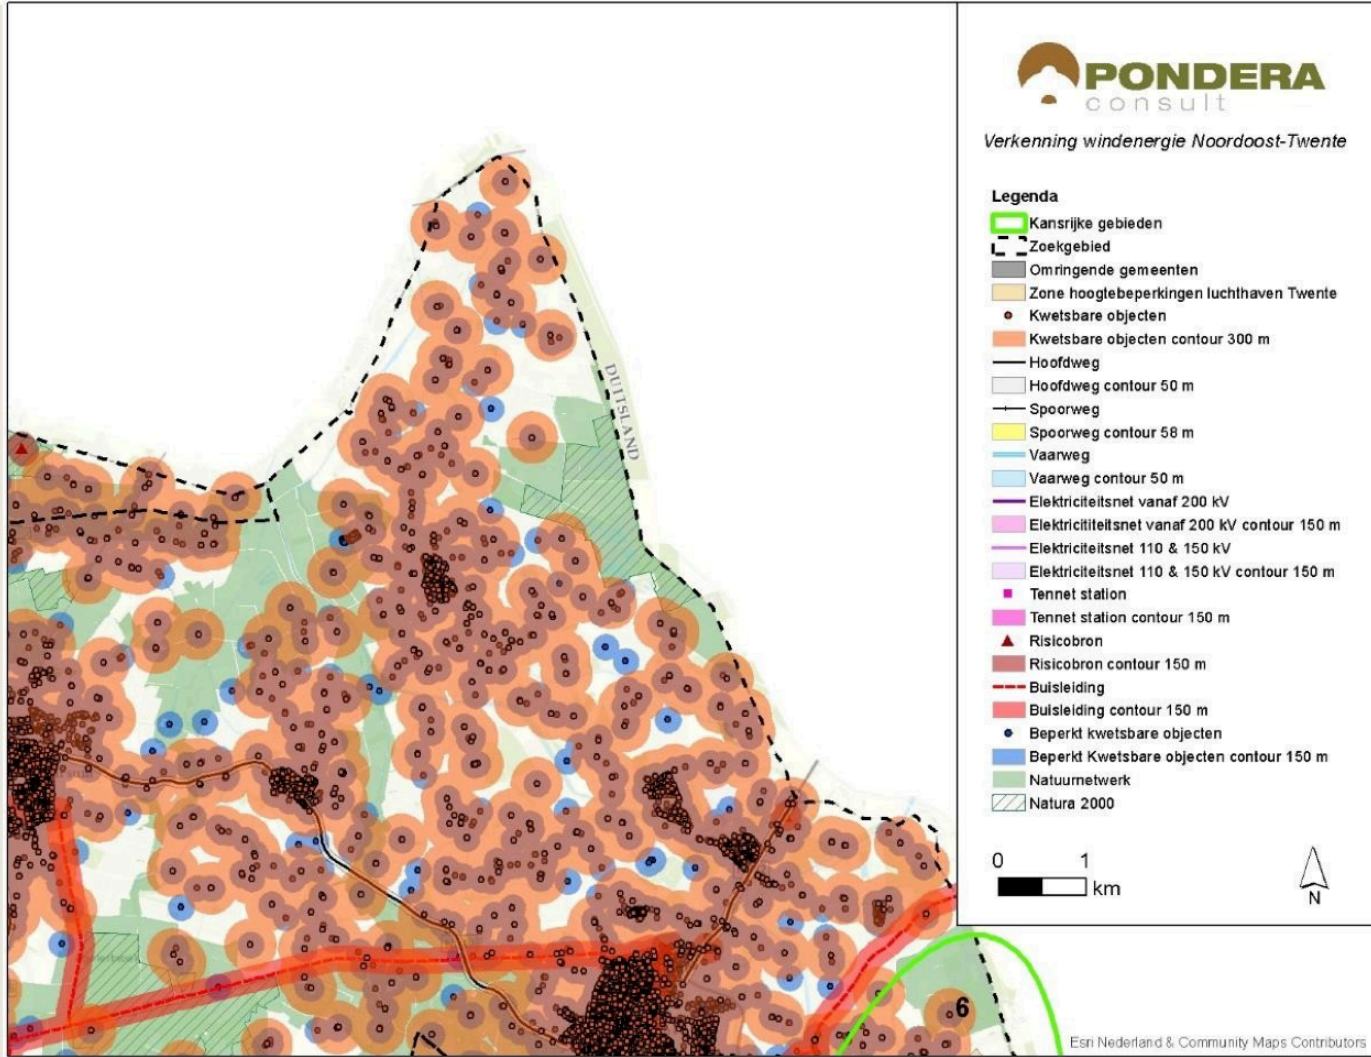 PONDERA
consult
Verkenning windenergie Noordoost-Twente
Legenda
Kansrijke gebieden
Zoekgebied
Omringende gemeenten
Zone hoogtebeperkingen luchthaven Twente
Kwetsbare objecten
Kwetsbare objecten contour 300 m
Hoofdweg
Hoofdweg contour 50 m
Spoorweg
Spoorweg contour 58 m
Vaarweg
Vaarweg contour 50 m
Elektriciteitsnet vanaf 200 kV
Elektricititeitsnet vanaf 200 kV contour 150 m
Elektriciteitsnet 110 & 150 kV
Elektriciteitsnet 110 & 150 kV contour 150 m
Tennet station
Tennet station contour 150 m
Risicobron
Risicobron contour 150 m
Buisleiding
Buisleiding contour 150 m
Beperkt kwetsbare objecten
Beperkt Kwetsbare objecten contour 150 m
Natuurnetwerk
Natura 2000
0 1
km
N
DUITSLAND
6
Esri Nederland & Community Maps Contributors